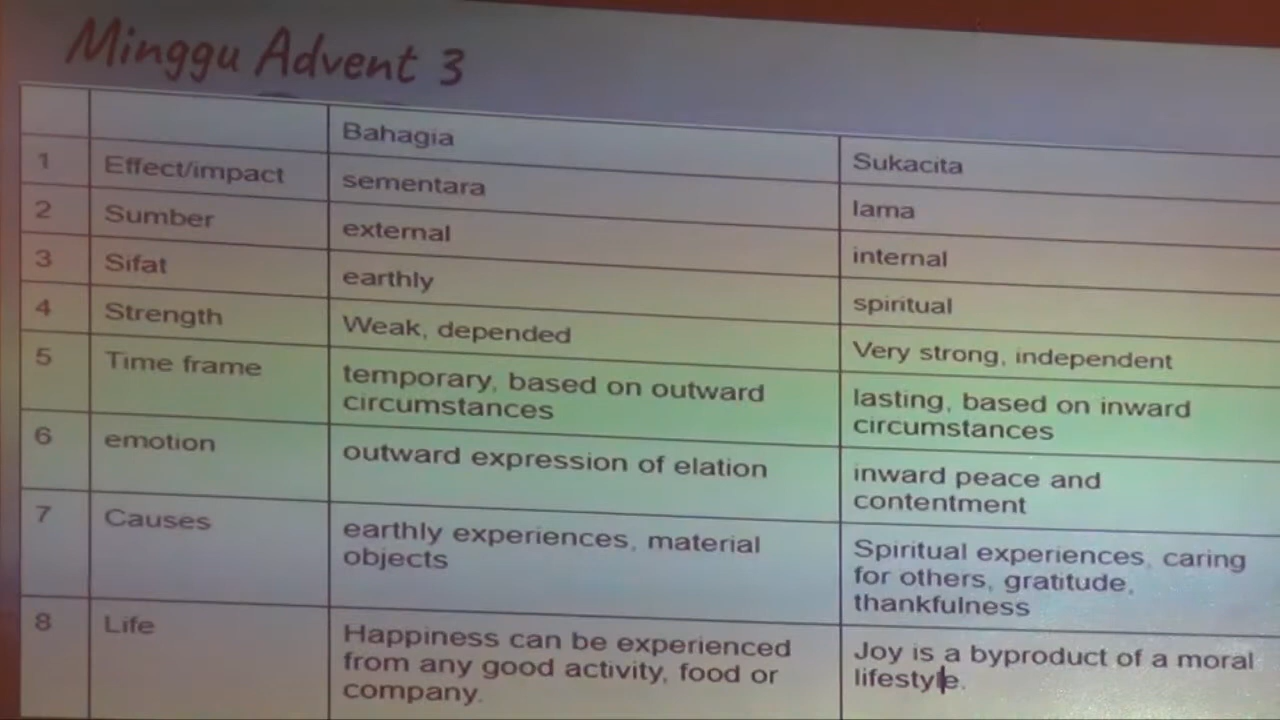 Minggu Advent 3
Bahagia
Sukacita
1
Effect/impact
sementara
lama
2
Sumber
external
internal
3
Sifat
earthly
spiritual
4
Strength
Weak, depended
Very strong, independent
5
Time frame
temporary, based on outward
circumstances
lasting, based on inward
circumstances
6
emotion
outward expression of elation
inward peace and
contentment
7
Causes
earthly experiences, material
objects
Spiritual experiences, caring
for others, gratitude,
thankfulness
8
Life
Happiness can be experienced
from any good activity, food or
company.
Joy is a byproduct of a moral
lifestyle.